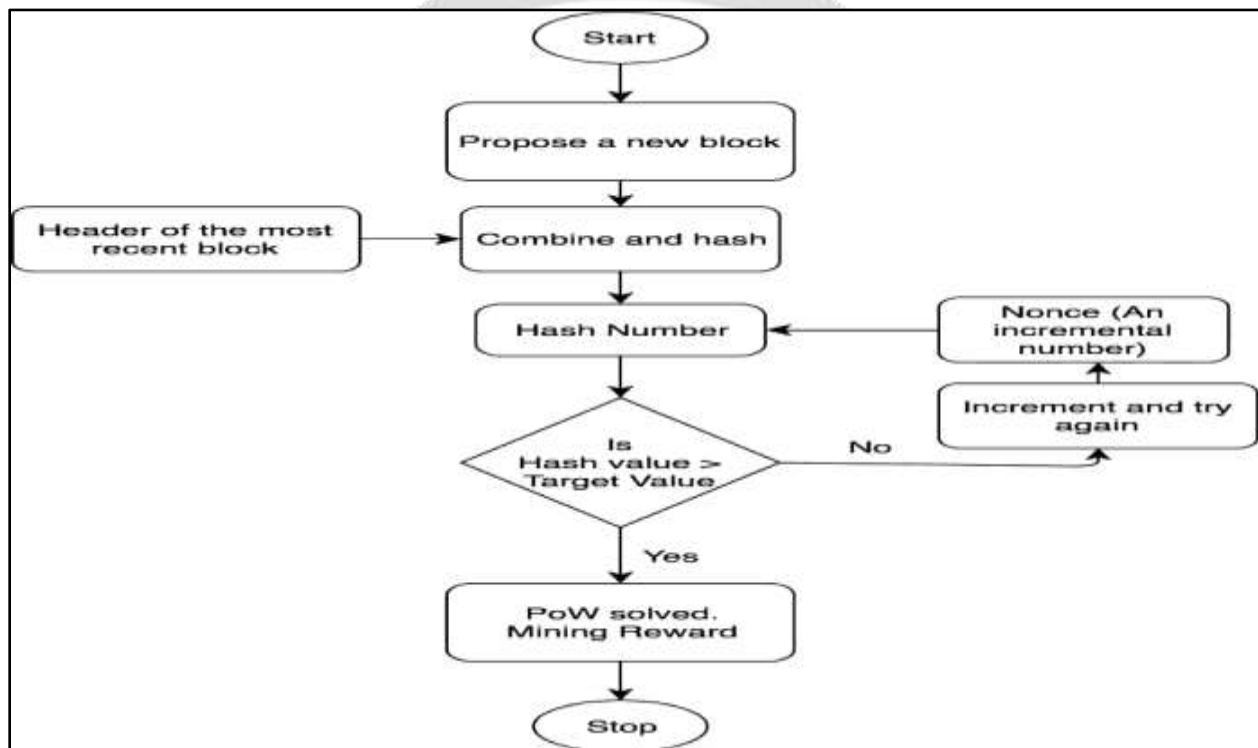 Start
Propose a new block
Header of the most
recent block
Combine and hash
Hash Number
Nonce (An
incremental
number)
Increment and try
again
Is
Hash value >
Target Value
No
Yes
PoW solved.
Mining Reward
Stop